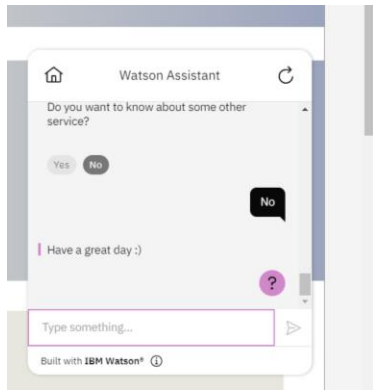 Watson Assistant
Do you want to know about some other
service?
Yes No
No
Have a great day :)
?
Type something...
Built with IBM Watson®